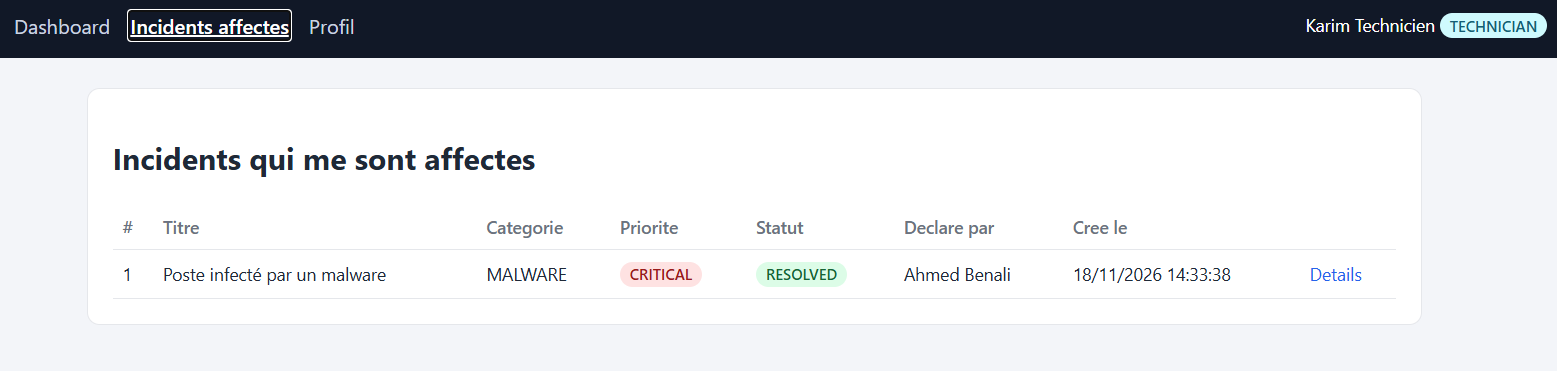 Dashboard Incidents affectes Profil Karim Technicien TECHNICIAN
Incidents qui me sont affectes
# Titre Categorie Priorite Statut Declare par Cree le
1 Poste infecté par un malware MALWARE CRITICAL RESOLVED Ahmed Benali 18/11/2026 14:33:38 Details